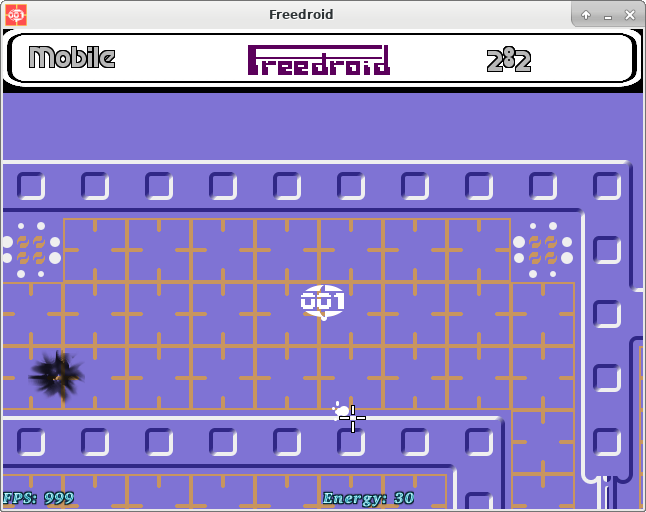 Freedroid
Mobile
Freedroid
282
001
FPS: 999
Energy: 30